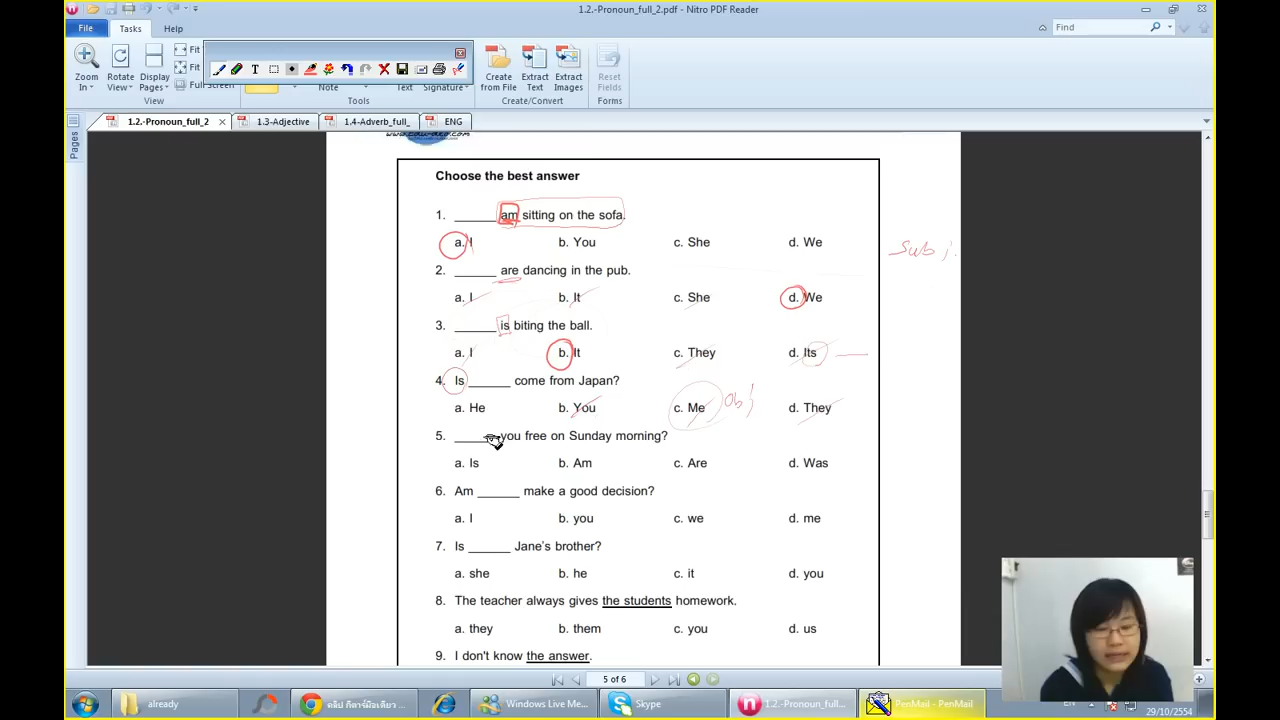 1.2.-Pronoun_full_2.pdf - Nitro PDF Reader
File
Tasks
Help
Find
Zoom In
Rotate View
Display Pages
Fit
Fit
Full Screen
Note
Text
Signature
Create from File
Extract Text
Extract Images
Reset Fields
View
Tools
Create/Convert
Forms
1.2.-Pronoun_full_2
1.3-Adjective
1.4-Adverb_full_
ENG
Pages
Choose the best answer
1. ______ am sitting on the sofa.
a. I b. You c. She d. We
Subj.
2. ______ are dancing in the pub.
a. I b. It c. She d. We
3. ______ is biting the ball.
a. I b. It c. They d. Its
4. Is ______ come from Japan?
a. He b. You c. Me Obj d. They
5. ______ you free on Sunday morning?
a. Is b. Am c. Are d. Was
6. Am ______ make a good decision?
a. I b. you c. we d. me
7. Is ______ Jane's brother?
a. she b. he c. it d. you
8. The teacher always gives the students homework.
a. they b. them c. you d. us
9. I don't know the answer.
5 of 6
already
Windows Live Me...
Skype
1.2.-Pronoun_full...
PenMail - PenMail
EN
29/10/2554